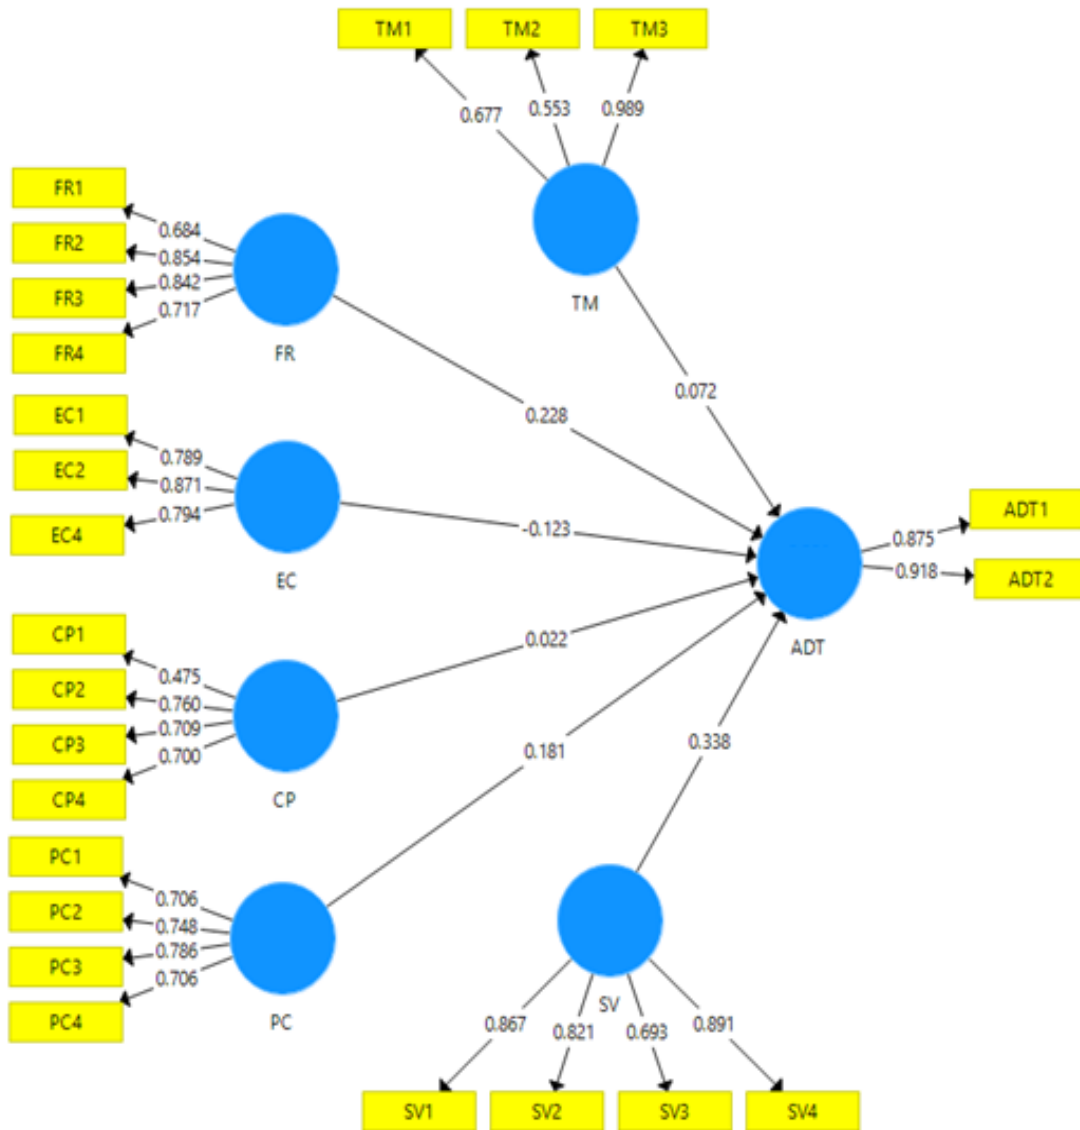 TM1 TM2 TM3
0.677 0.553 0.989
TM
FR1
FR2
FR3
FR4
0.684
0.854
0.842
0.717
FR
0.228
0.072
EC1
EC2
EC4
0.789
0.871
0.794
EC
-0.123
ADT1
ADT2
0.875
0.918
ADT
CP1
CP2
CP3
CP4
0.475
0.760
0.709
0.700
CP
0.022
PC1
PC2
PC3
PC4
0.706
0.748
0.786
0.706
PC
0.181
0.338
SV
0.867 0.821 0.693 0.891
SV1 SV2 SV3 SV4